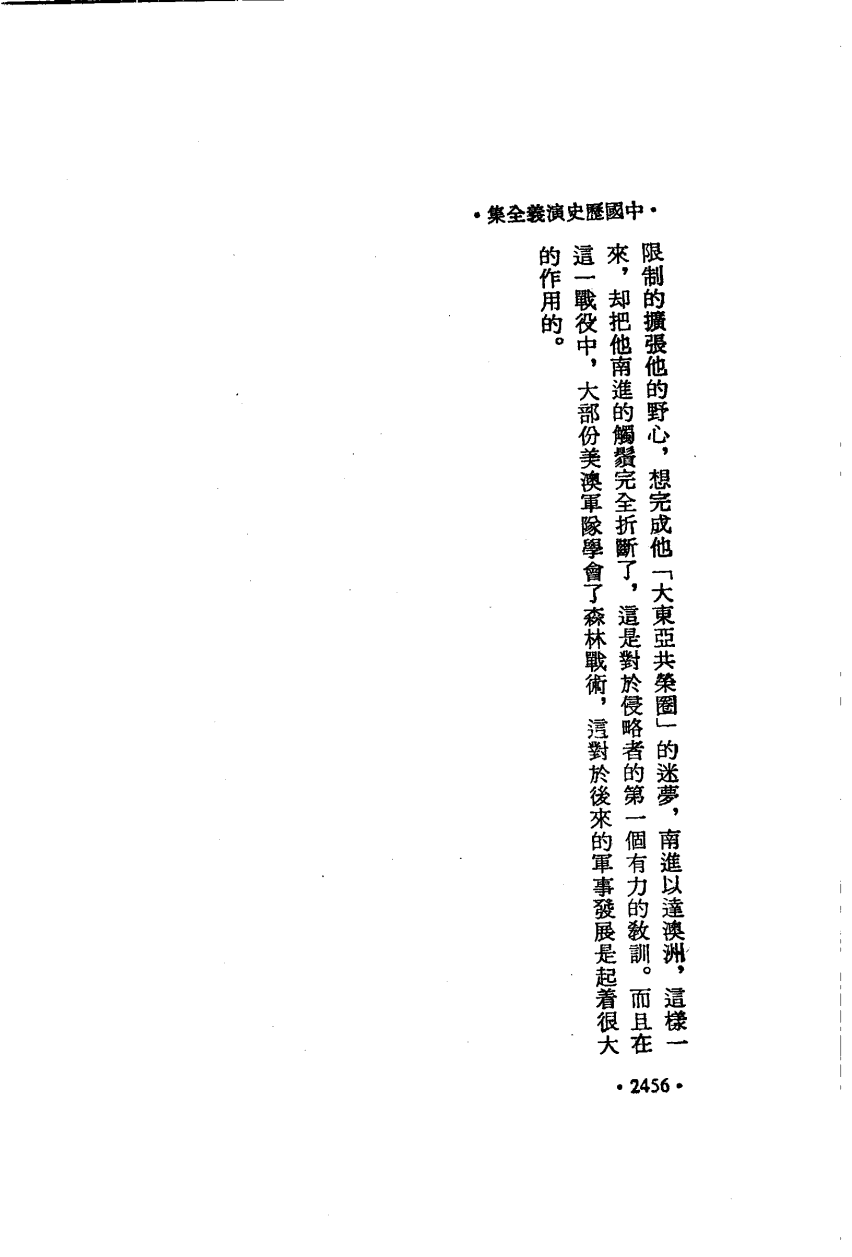 ·中國歷史演義全集·
限制的擴張他的野心，想完成他「大東亞共榮圈」的迷夢，南進以達澳洲，這樣一
來，却把他南進的觸鬚完全折斷了，這是對於侵略者的第一個有力的教訓。而且在
這一戰役中，大部份美澳軍隊學會了森林戰術，這對於後來的軍事發展是起着很大
的作用的。
·2456·